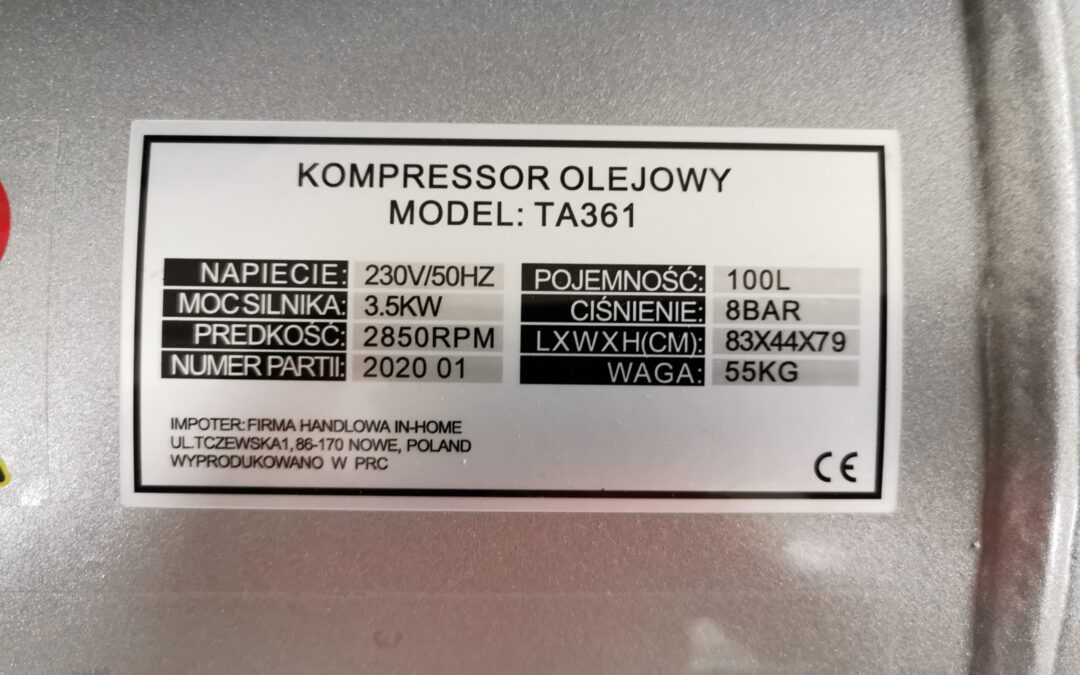 KOMPRESSOR OLEJOWY
MODEL: TA361
NAPIECIE: 230V/50HZ
MOC SILNIKA: 3.5KW
PREDKOŚĆ: 2850RPM
NUMER PARTII: 2020 01
POJEMNOŚĆ: 100L
CIŚNIENIE: 8BAR
LXWXH(CM): 83X44X79
WAGA: 55KG
IMPOTER: FIRMA HANDLOWA IN-HOME
UL.TCZEWSKA1, 86-170 NOWE, POLAND
WYPRODUKOWANO W PRC
CE